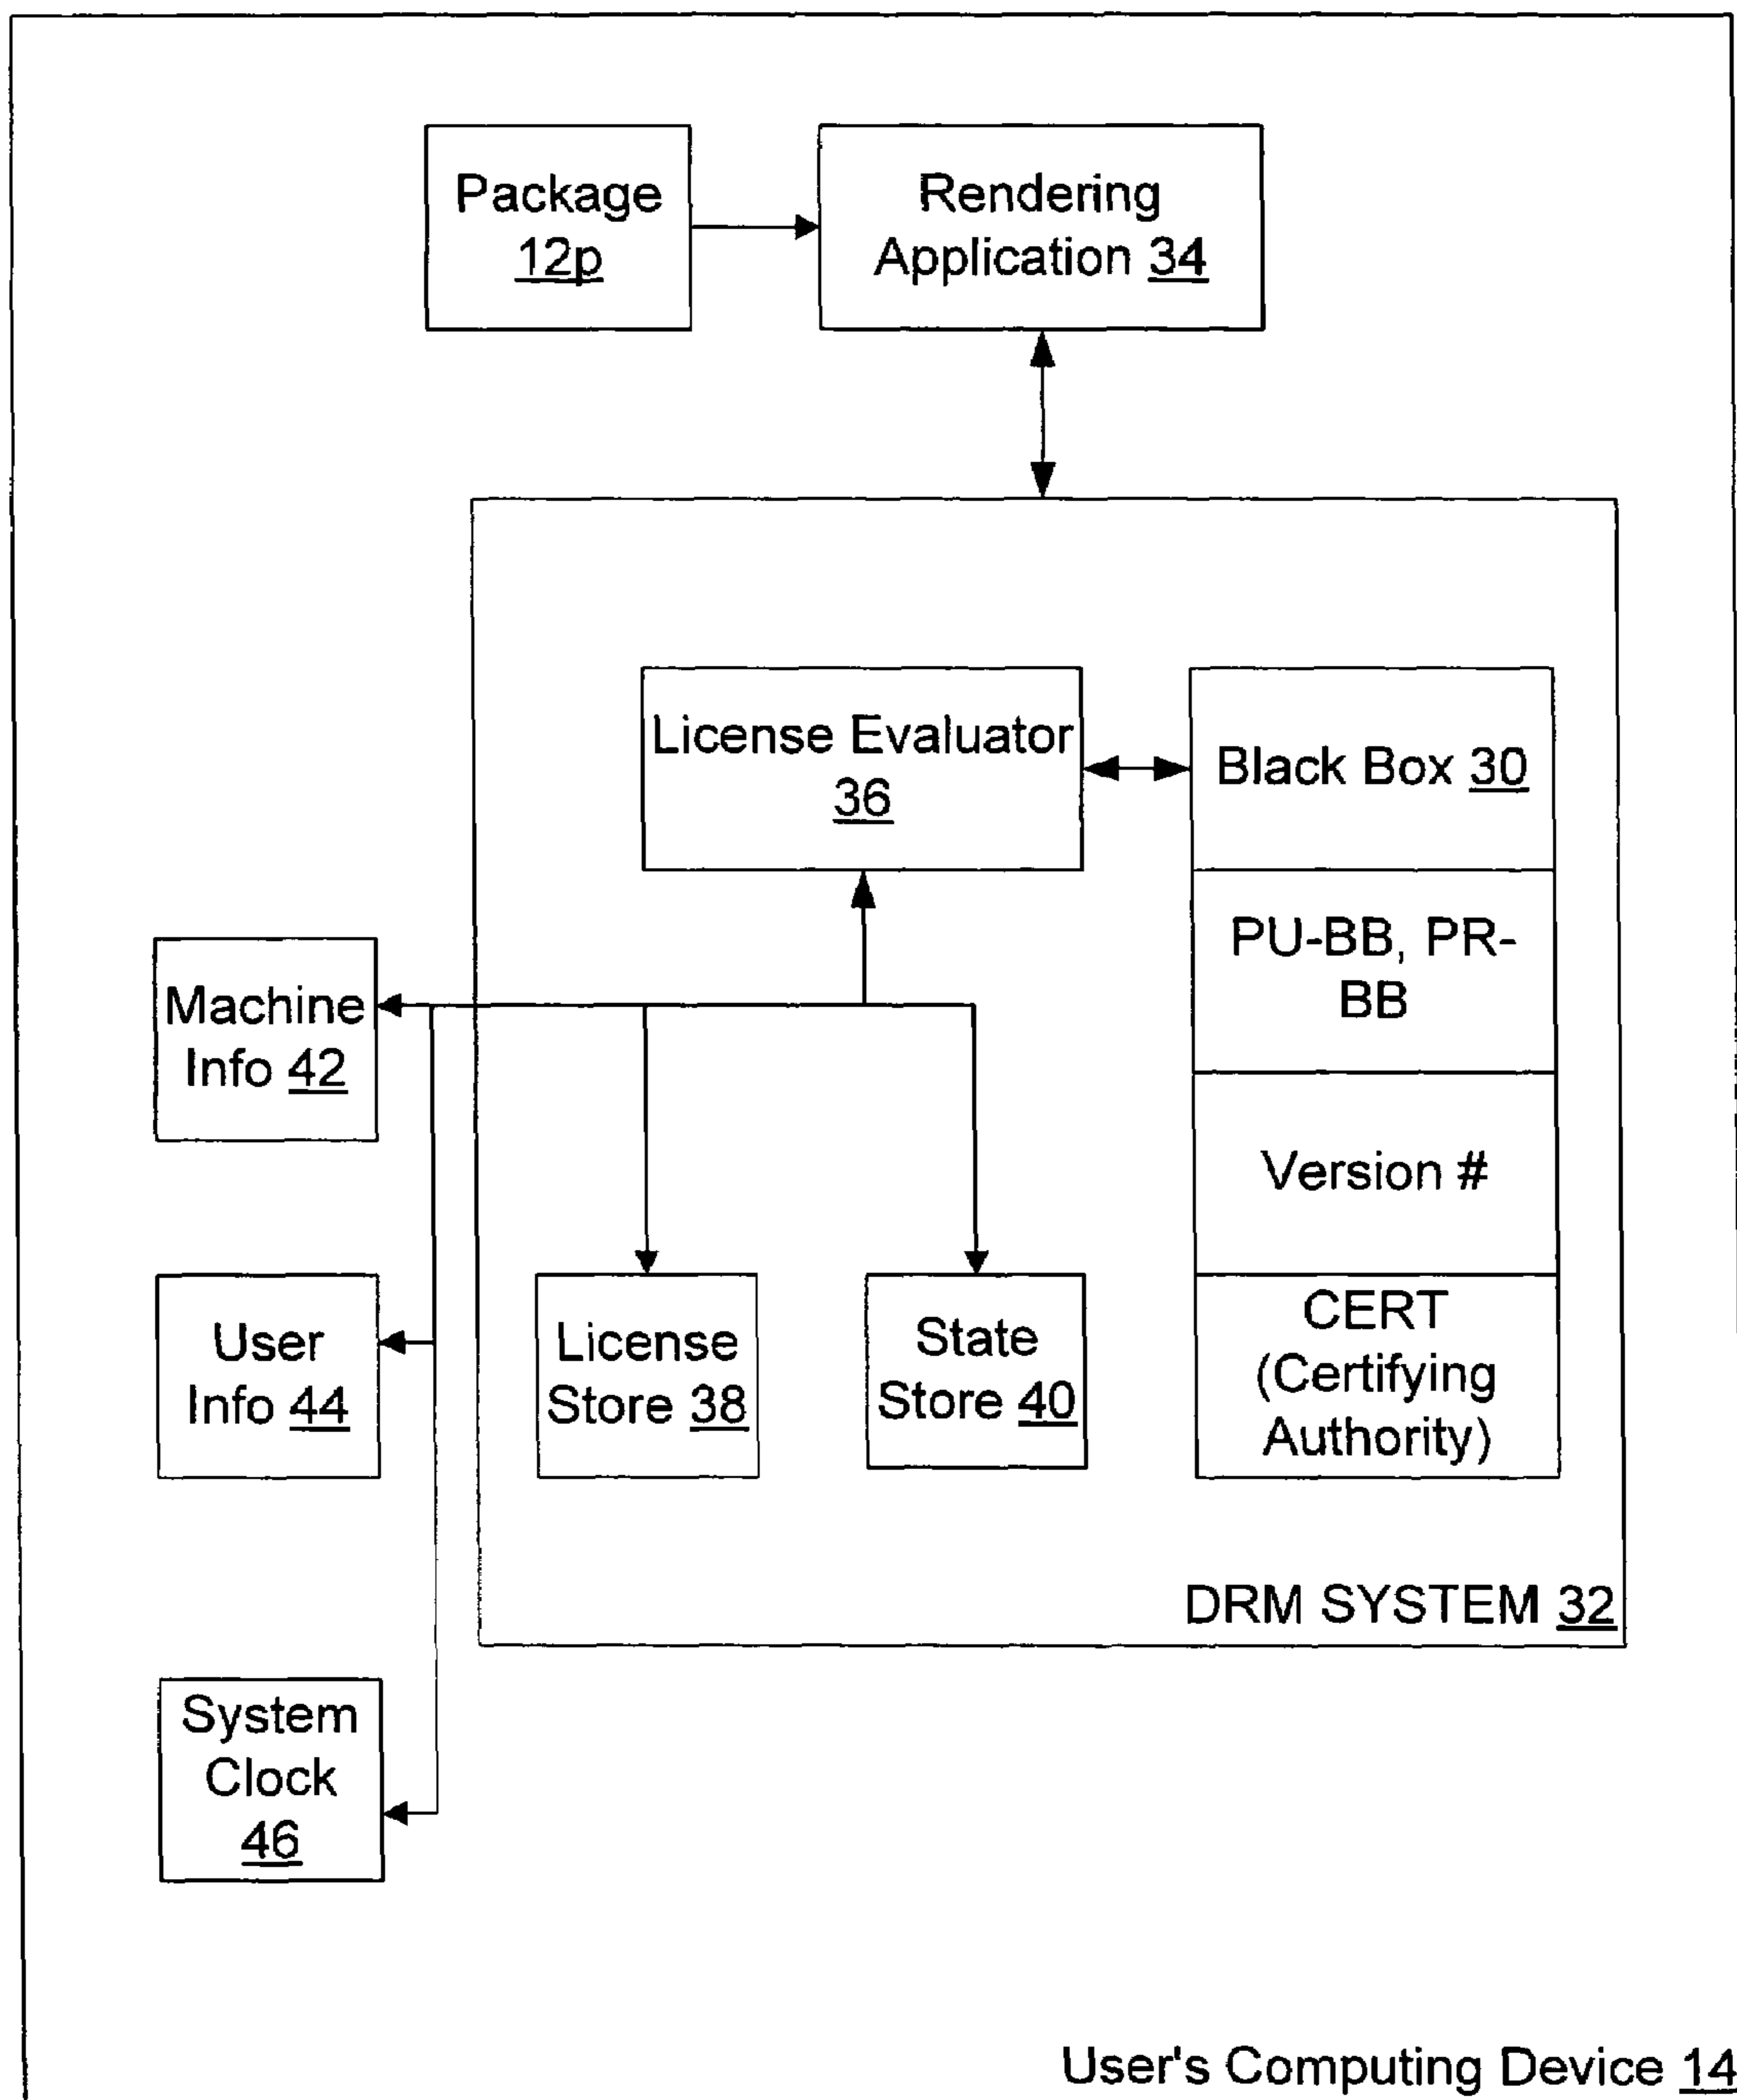 Package
12p
Rendering
Application 34
License Evaluator
36
Black Box 30
PU-BB, PR-
BB
Version #
CERT
(Certifying
Authority)
Machine
Info 42
User
Info 44
License
Store 38
State
Store 40
DRM SYSTEM 32
System
Clock
46
User's Computing Device 14